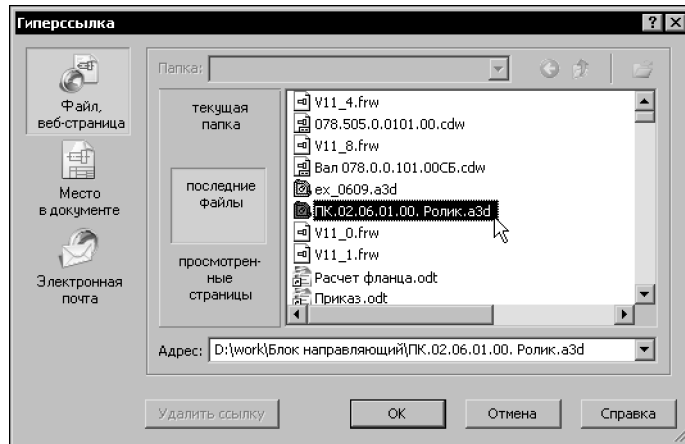 Гиперссылка
Файл,
веб-страница
Место
в документе
Электронная
почта
Папка:
текущая
папка
последние
файлы
просмотрен-
ные
страницы
V11_4.frw
078.505.0.0101.00.cdw
V11_8.frw
Вал 078.0.0.101.00СБ.cdw
ex_0609.a3d
ПК.02.06.01.00. Ролик.a3d
V11_0.frw
V11_1.frw
Расчет фланца.odt
Приказ.odt
Адрес: D:\work\Блок направляющий\ПК.02.06.01.00. Ролик.a3d
Удалить ссылку OK Отмена Справка